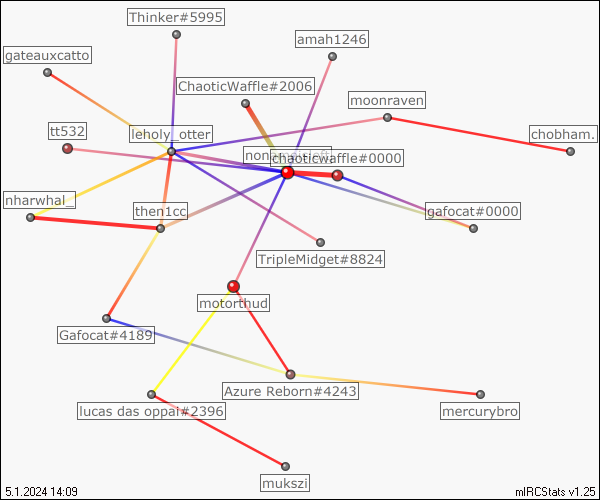 Thinker#5995
amah1246
gateauxcatto
ChaoticWaffle#2006
moonraven
tt532
leholy_otter
chobham.
chaoticwaffle#0000
nharwhal_
then1cc
gafocat#0000
TripleMidget#8824
motorthud
Gafocat#4189
Azure Reborn#4243
lucas das oppai#2396
mercurybro
mukszi
5.1.2024 14:09
mIRCStats v1.25